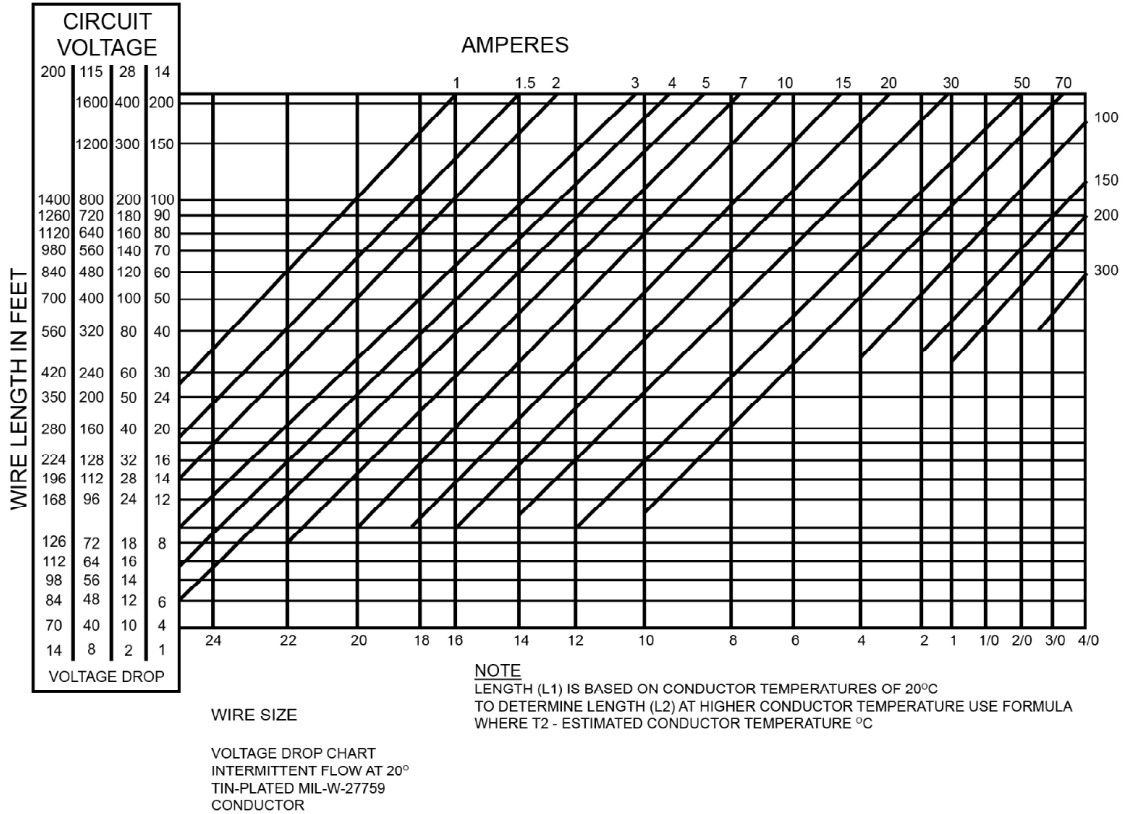 CIRCUIT
VOLTAGE
AMPERES
200 115 28 14
1 1.5 2 3 4 5 7 10 15 20 30 50 70
1600 400 200
100
1200 300 150
150
1400 800 200 100
200
1260 720 180 90
1120 640 160 80
980 560 140 70
840 480 120 60
300
700 400 100 50
560 320 80 40
420 240 60 30
350 200 50 24
280 160 40 20
224 128 32 16
196 112 28 14
168 96 24 12
126 72 18 8
112 64 16
98 56 14
84 48 12 6
70 40 10 4
14 8 2 1
VOLTAGE DROP
WIRE LENGTH IN FEET
24 22 20 18 16 14 12 10 8 6 4 2 1 1/0 2/0 3/0 4/0
NOTE
LENGTH (L1) IS BASED ON CONDUCTOR TEMPERATURES OF 20°C
TO DETERMINE LENGTH (L2) AT HIGHER CONDUCTOR TEMPERATURE USE FORMULA
WHERE T2 - ESTIMATED CONDUCTOR TEMPERATURE °C
WIRE SIZE
VOLTAGE DROP CHART
INTERMITTENT FLOW AT 20°
TIN-PLATED MIL-W-27759
CONDUCTOR